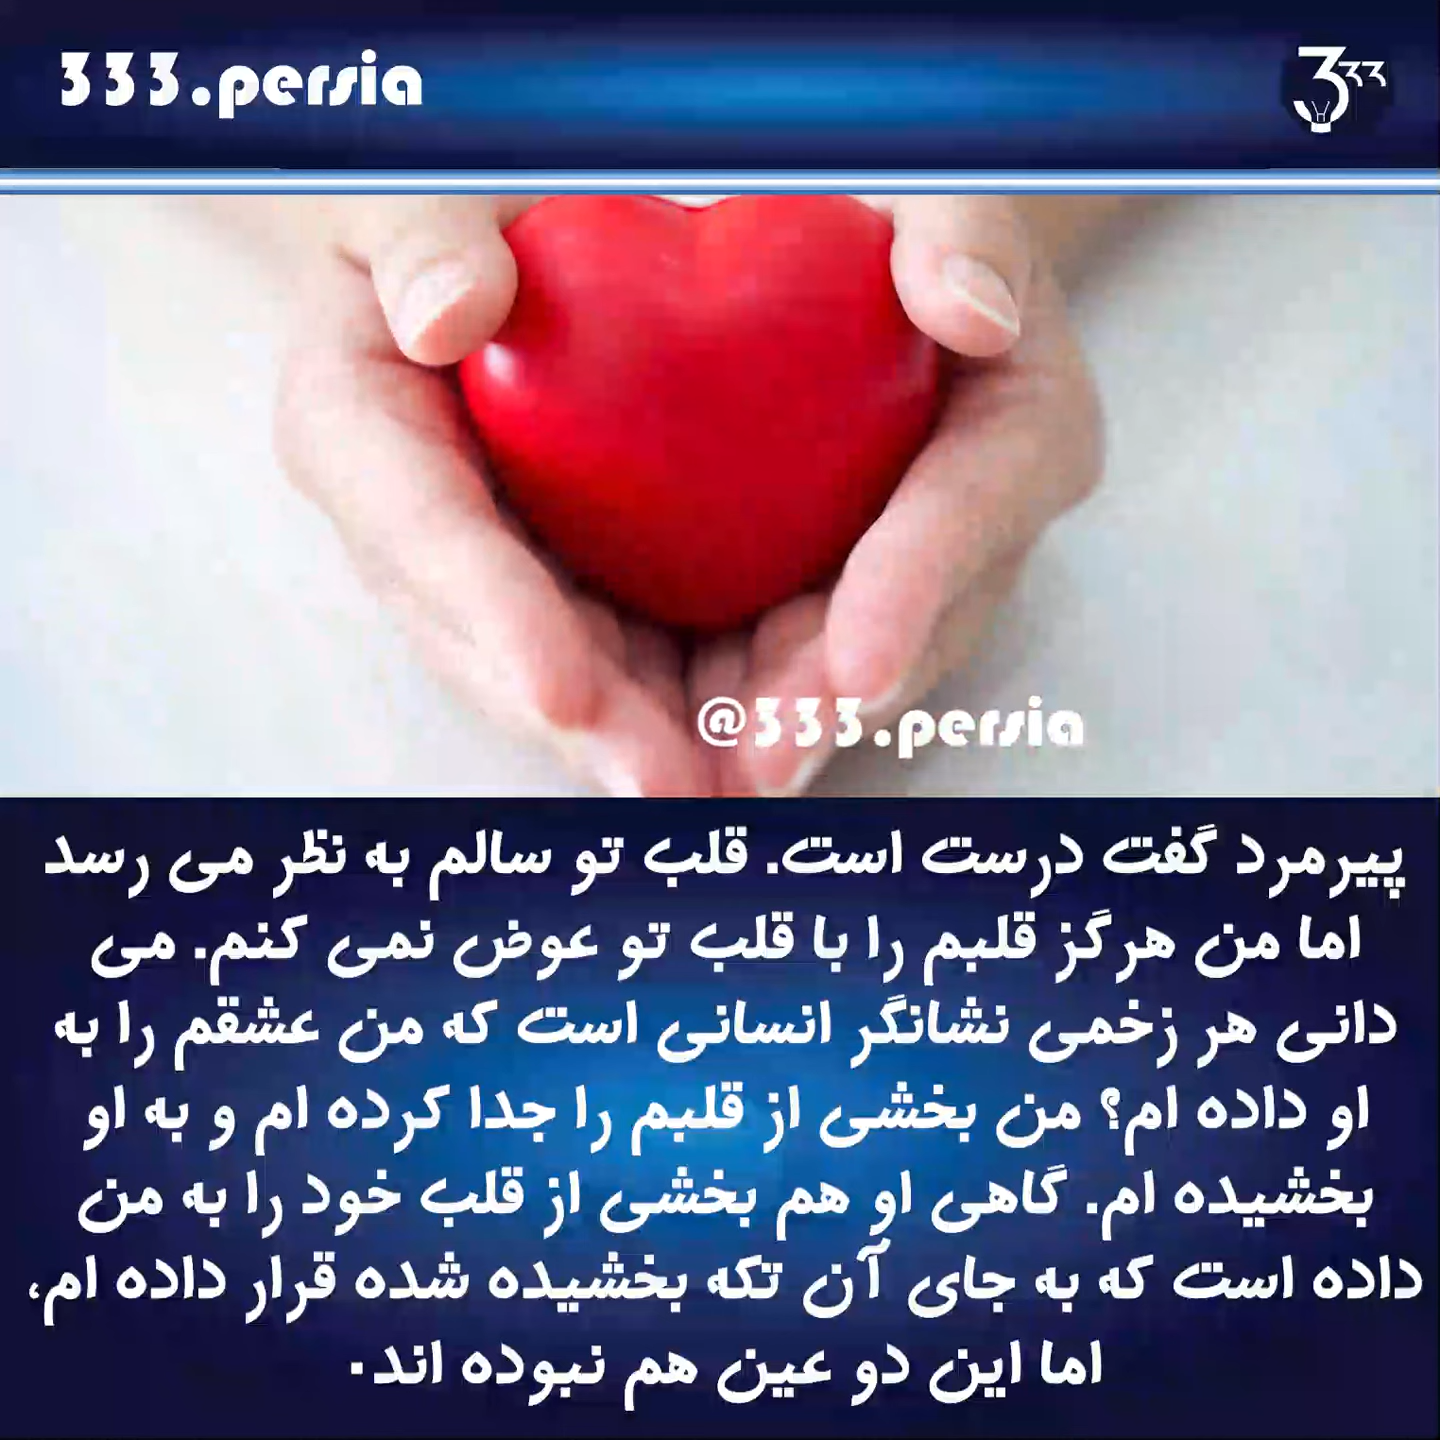 333.persia
333
@333.persia
پیرمرد گفت درست است. قلب تو سالم به نظر می رسد
اما من هرگز قلبم را با قلب تو عوض نمی کنم. می
دانی هر زخمی نشانگر انسانی است که من عشقم را به
او داده ام؟ من بخشی از قلبم را جدا کرده ام و به او
بخشیده ام. گاهی او هم بخشی از قلب خود را به من
داده است که به جای آن تکه بخشیده شده قرار داده ام،
اما این دو عین هم نبوده اند.